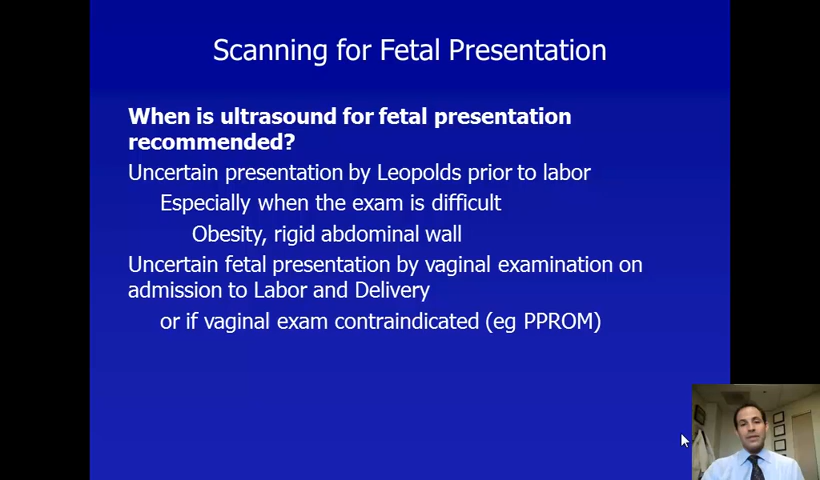 Scanning for Fetal Presentation
When is ultrasound for fetal presentation
recommended?
Uncertain presentation by Leopolds prior to labor
Especially when the exam is difficult
Obesity, rigid abdominal wall
Uncertain fetal presentation by vaginal examination on
admission to Labor and Delivery
or if vaginal exam contraindicated (eg PPROM)